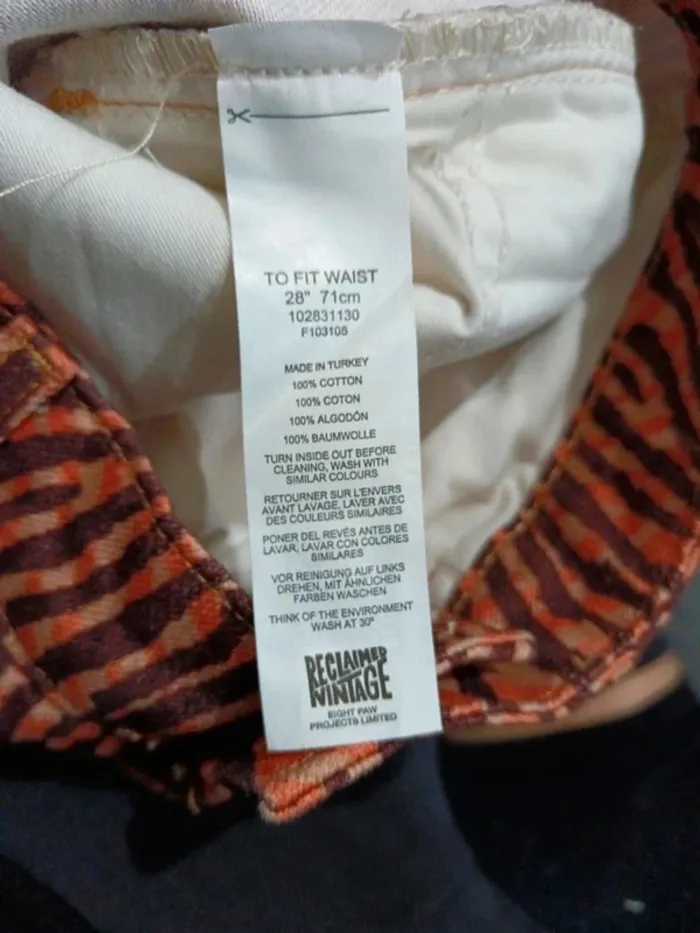 TO FIT WAIST
28" 71cm
102831130
F103105
MADE IN TURKEY
100% COTTON
100% COTON
100% ALGODÓN
100% BAUMWOLLE
TURN INSIDE OUT BEFORE
CLEANING, WASH WITH
SIMILAR COLOURS
RETOURNER SUR L'ENVERS
AVANT LAVAGE, LAVER AVEC
DES COULEURS SIMILAIRES
PONER DEL REVÉS ANTES DE
LAVAR, LAVAR CON COLORES
SIMILARES
VOR REINIGUNG AUF LINKS
DREHEN, MIT ÄHNLICHEN
FARBEN WASCHEN
THINK OF THE ENVIRONMENT
WASH AT 30°
RECLAIMED
VINTAGE
EIGHT PAW
PROJECTS LIMITED